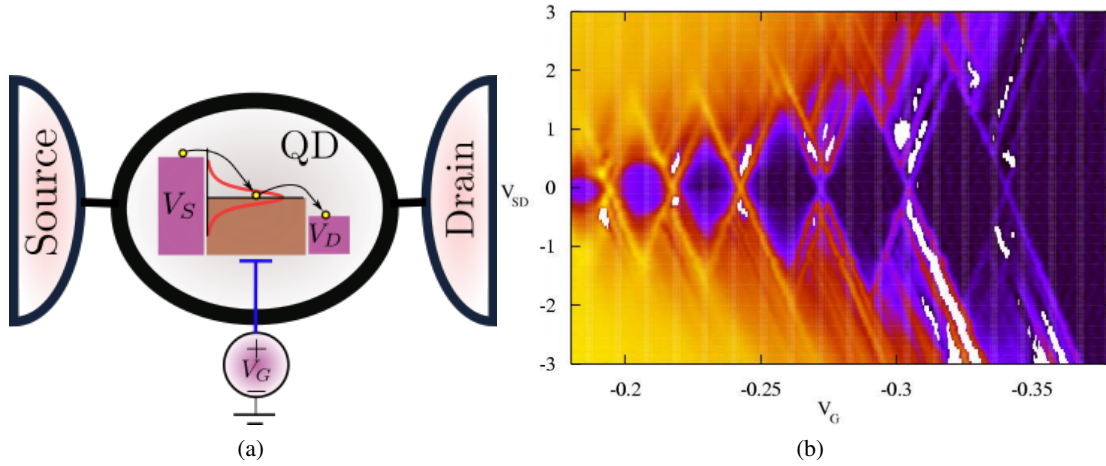 Source
QD
V_S
V_D
+
V_G
−
Drain
(a)
3
2
1
0
-1
-2
-3
V_SD
-0.2
-0.25
-0.3
-0.35
V_G
(b)